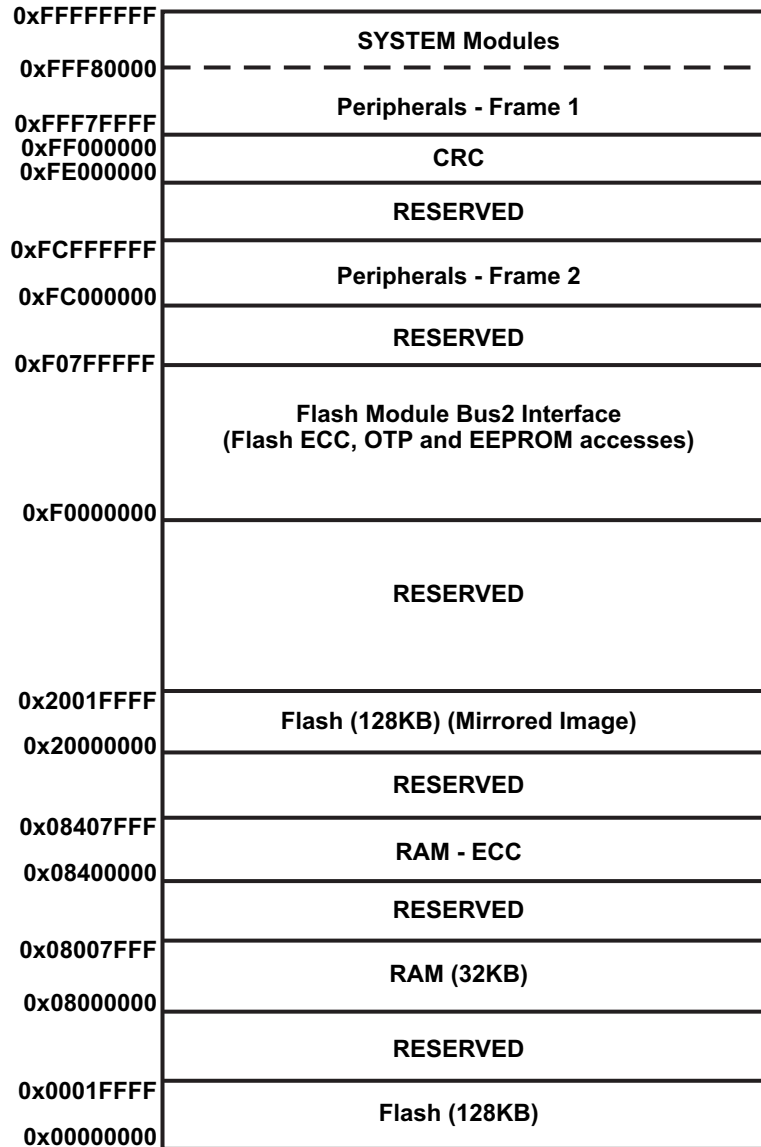 0xFFFFFFFF
SYSTEM Modules
0xFFF80000
Peripherals - Frame 1
0xFFF7FFFF
0xFF000000
CRC
0xFE000000
RESERVED
0xFCFFFFFF
Peripherals - Frame 2
0xFC000000
RESERVED
0xF07FFFFF
Flash Module Bus2 Interface
(Flash ECC, OTP and EEPROM accesses)
0xF0000000
RESERVED
0x2001FFFF
Flash (128KB) (Mirrored Image)
0x20000000
RESERVED
0x08407FFF
RAM - ECC
0x08400000
RESERVED
0x08007FFF
RAM (32KB)
0x08000000
RESERVED
0x0001FFFF
Flash (128KB)
0x00000000